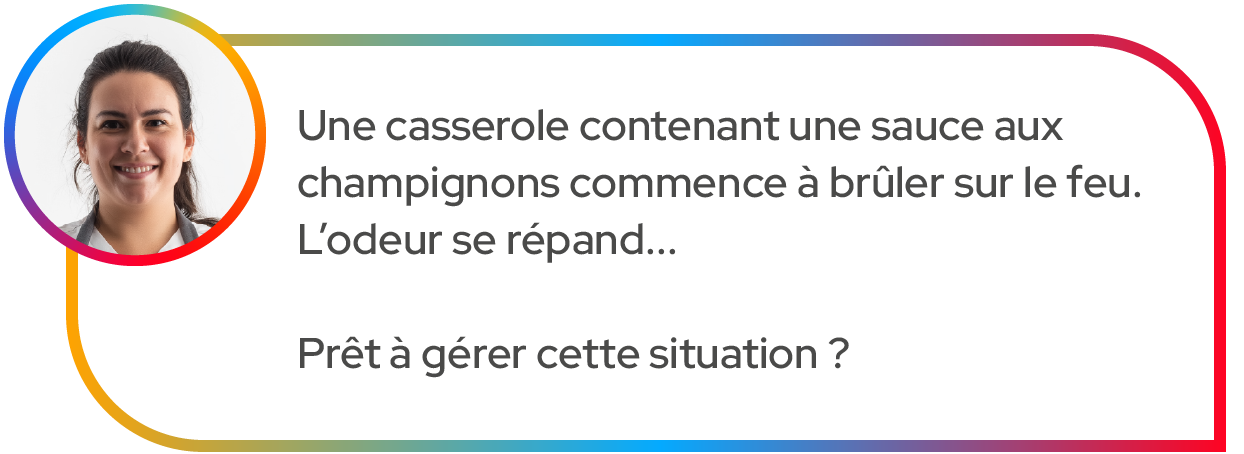 Une casserole contenant une sauce aux
champignons commence à brûler sur le feu.
L’odeur se répand...
Prêt à gérer cette situation ?